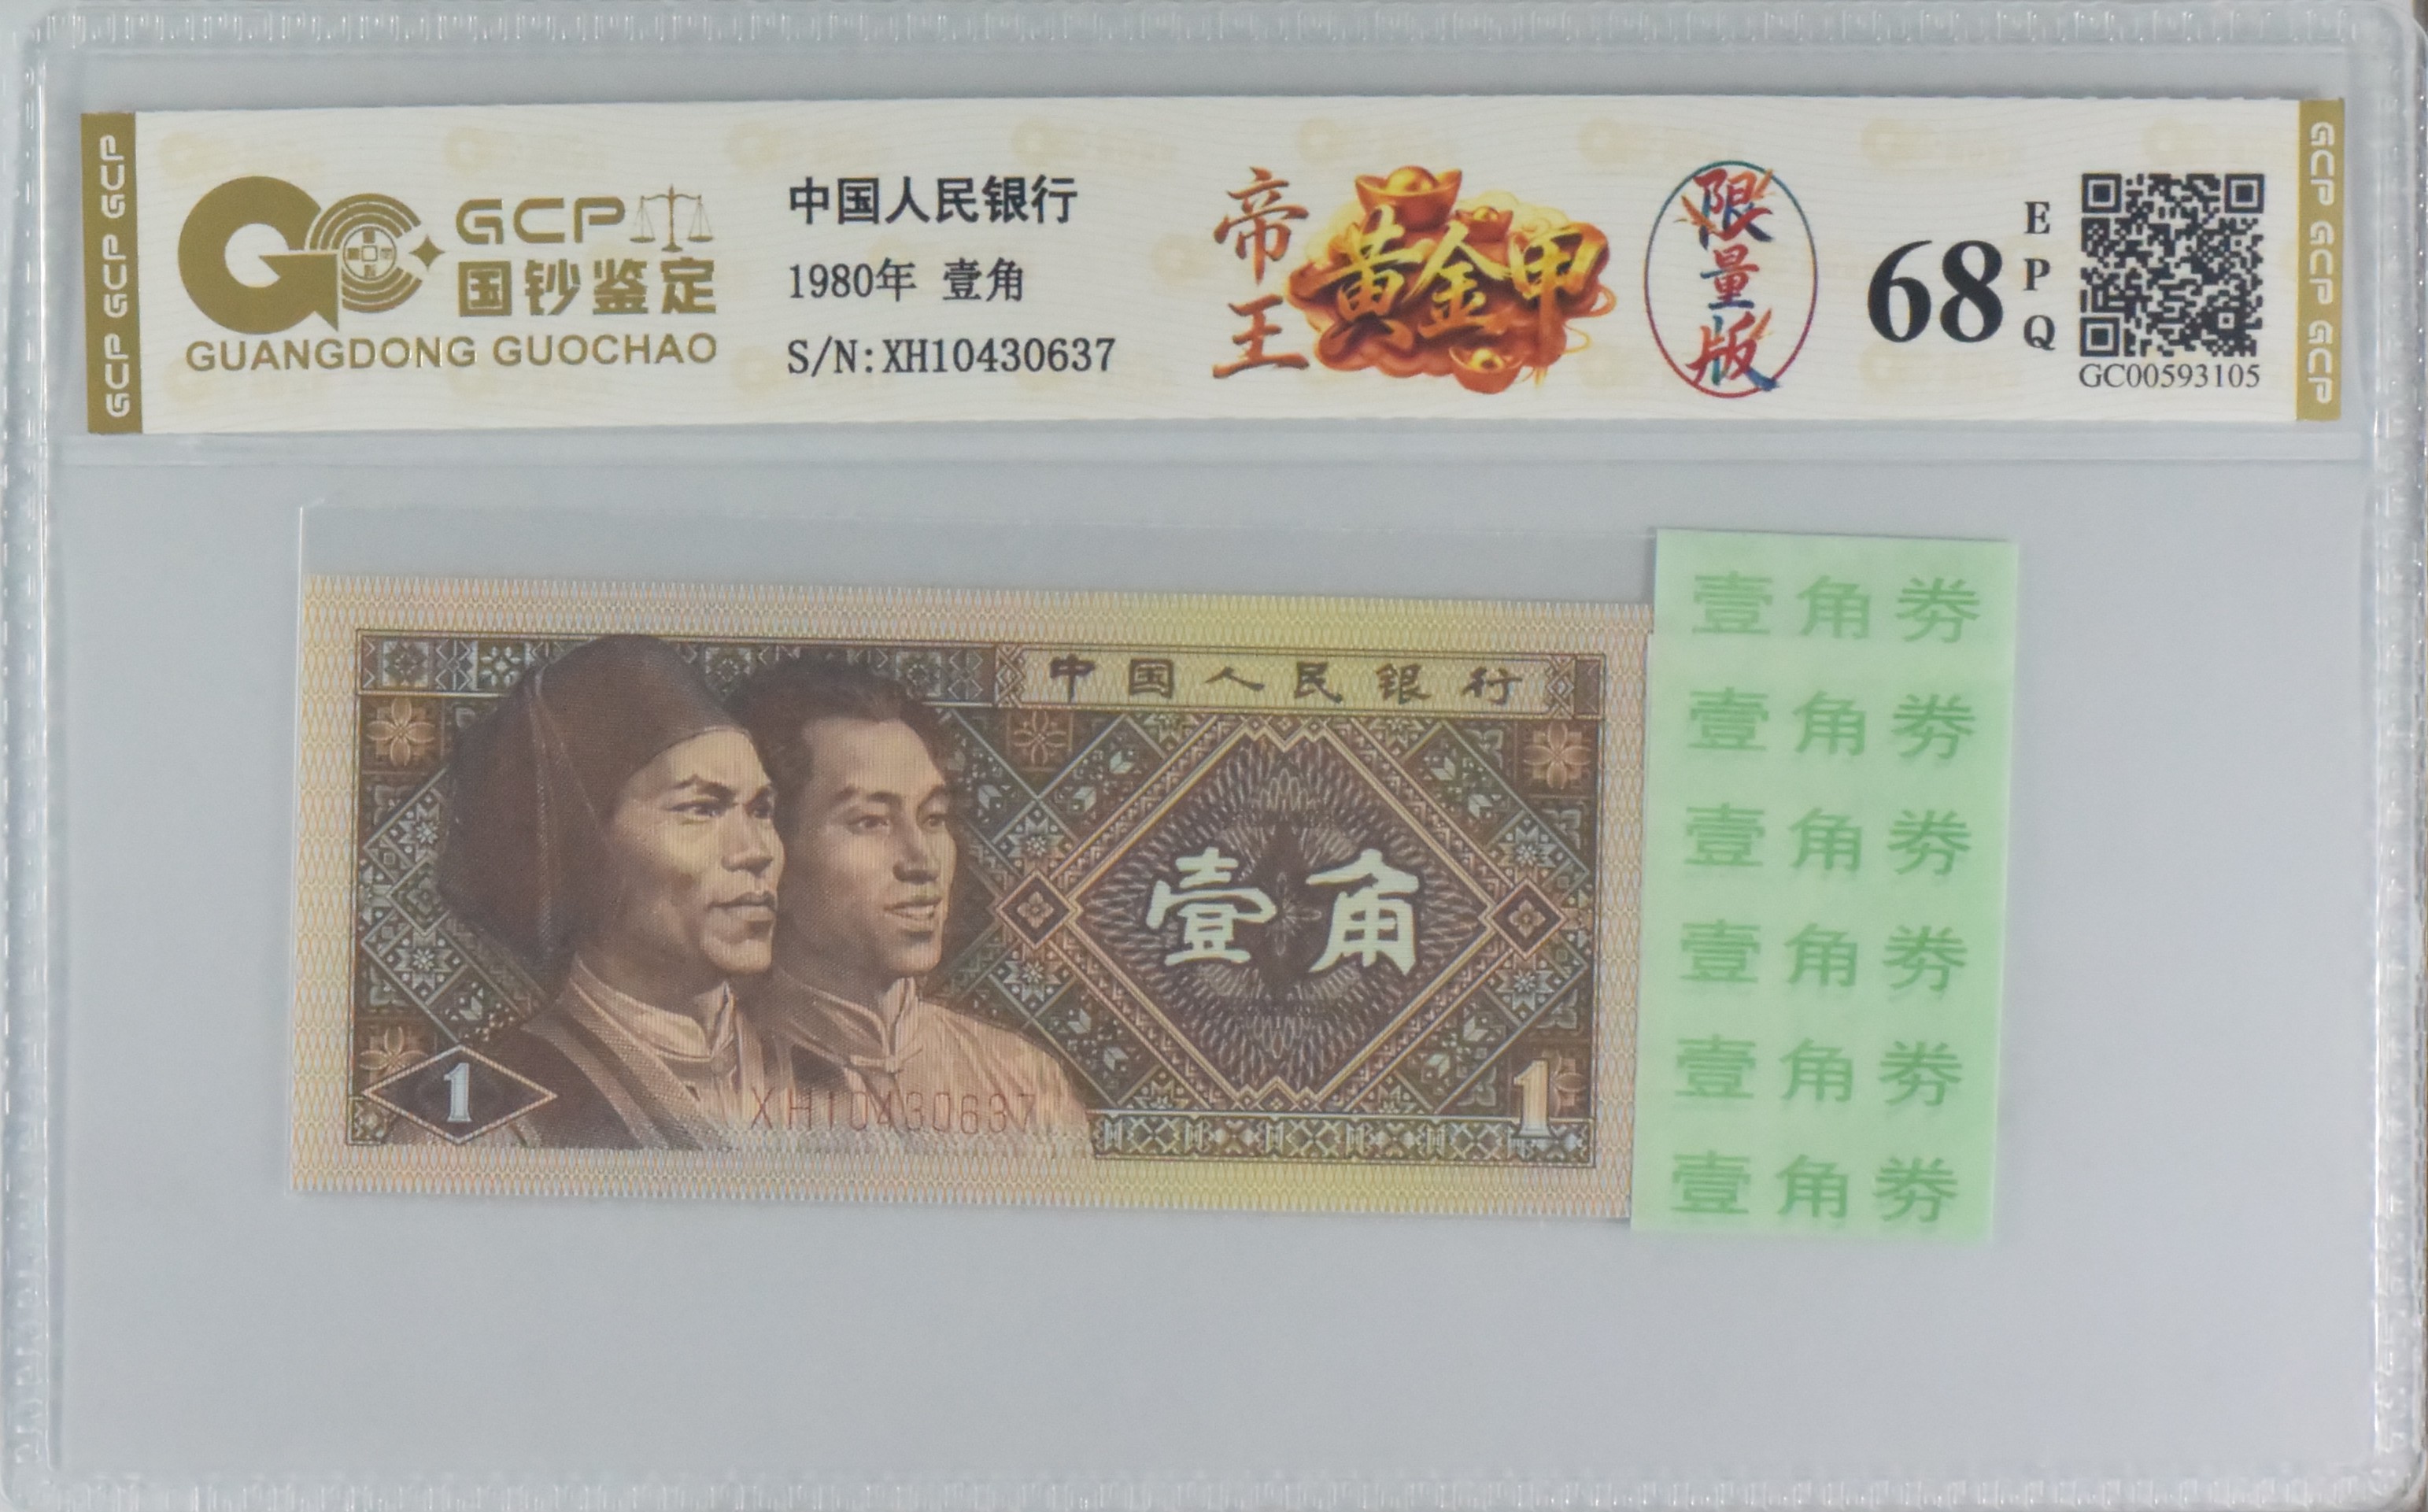 GCP GCP GCP
GCP
国钞鉴定
GUANGDONG GUOCHAO
中国人民银行
1980年 壹角
S/N:XH10430637
帝王
黄金甲
限量版
68
EPQ
GC00593105
GCP GCP GCP
中国人民银行
壹角
1
1
XH10430637
壹角券
壹角券
壹角券
壹角券
壹角券
壹角券